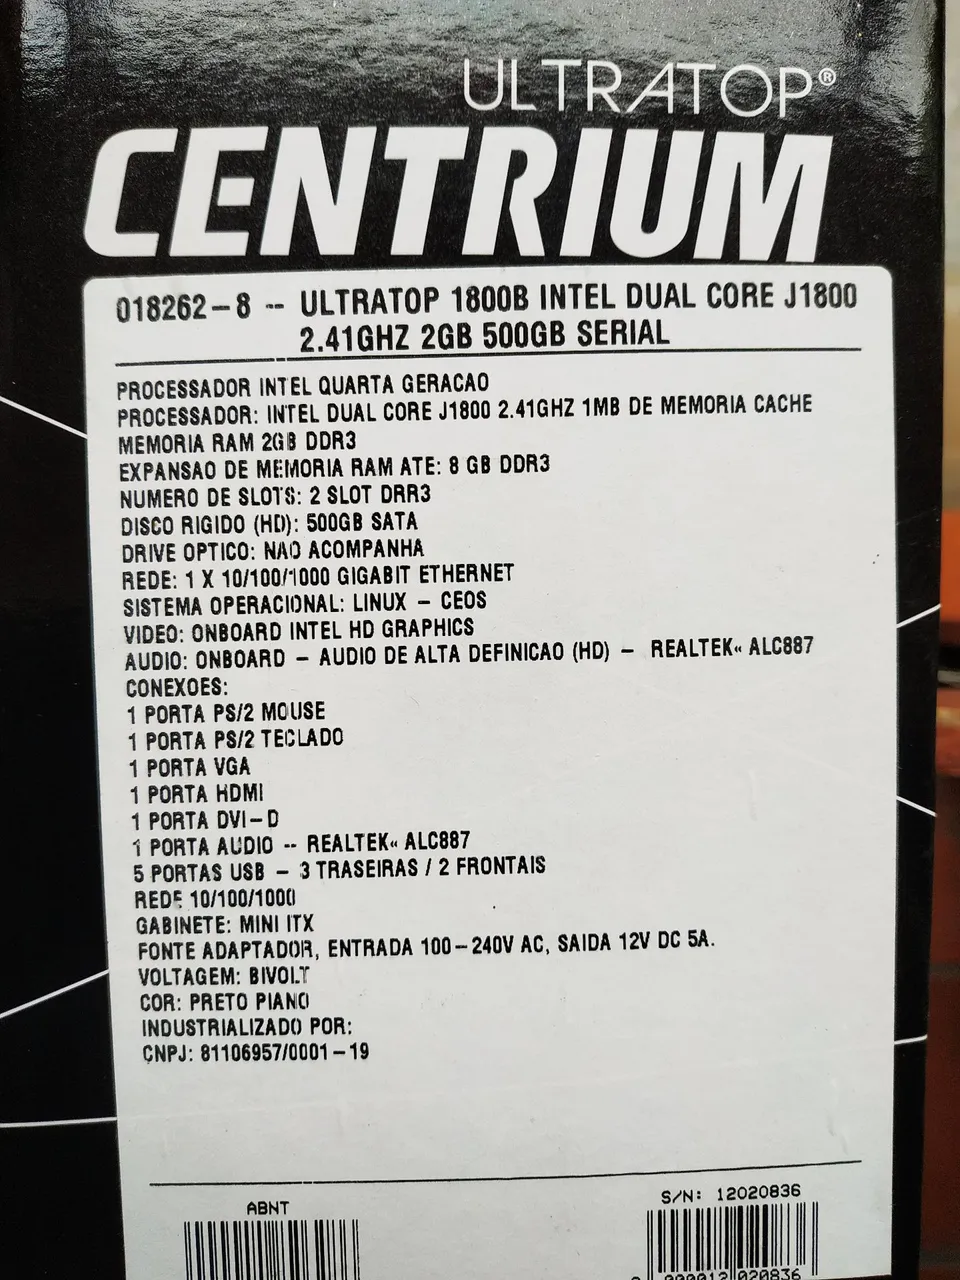 ULTRATOP®
CENTRIUM
018262-8 -- ULTRATOP 1800B INTEL DUAL CORE J1800
2.41GHZ 2GB 500GB SERIAL
PROCESSADOR INTEL QUARTA GERACAO
PROCESSADOR: INTEL DUAL CORE J1800 2.41GHZ 1MB DE MEMORIA CACHE
MEMORIA RAM 2GB DDR3
EXPANSAO DE MEMORIA RAM ATE: 8 GB DDR3
NUMERO DE SLOTS: 2 SLOT DRR3
DISCO RIGIDO (HD): 500GB SATA
DRIVE OPTICO: NAO ACOMPANHA
REDE: 1 X 10/100/1000 GIGABIT ETHERNET
SISTEMA OPERACIONAL: LINUX - CEOS
VIDEO: ONBOARD INTEL HD GRAPHICS
AUDIO: ONBOARD - AUDIO DE ALTA DEFINICAO (HD) - REALTEK« ALC887
CONEXOES:
1 PORTA PS/2 MOUSE
1 PORTA PS/2 TECLADO
1 PORTA VGA
1 PORTA HDMI
1 PORTA DVI-D
1 PORTA AUDIO -- REALTEK« ALC887
5 PORTAS USB - 3 TRASEIRAS / 2 FRONTAIS
REDE 10/100/1000
GABINETE: MINI ITX
FONTE ADAPTADOR, ENTRADA 100-240V AC, SAIDA 12V DC 5A.
VOLTAGEM: BIVOLT
COR: PRETO PIANO
INDUSTRIALIZADO POR:
CNPJ: 81106957/0001-19
ABNT
S/N: 12020836
020836